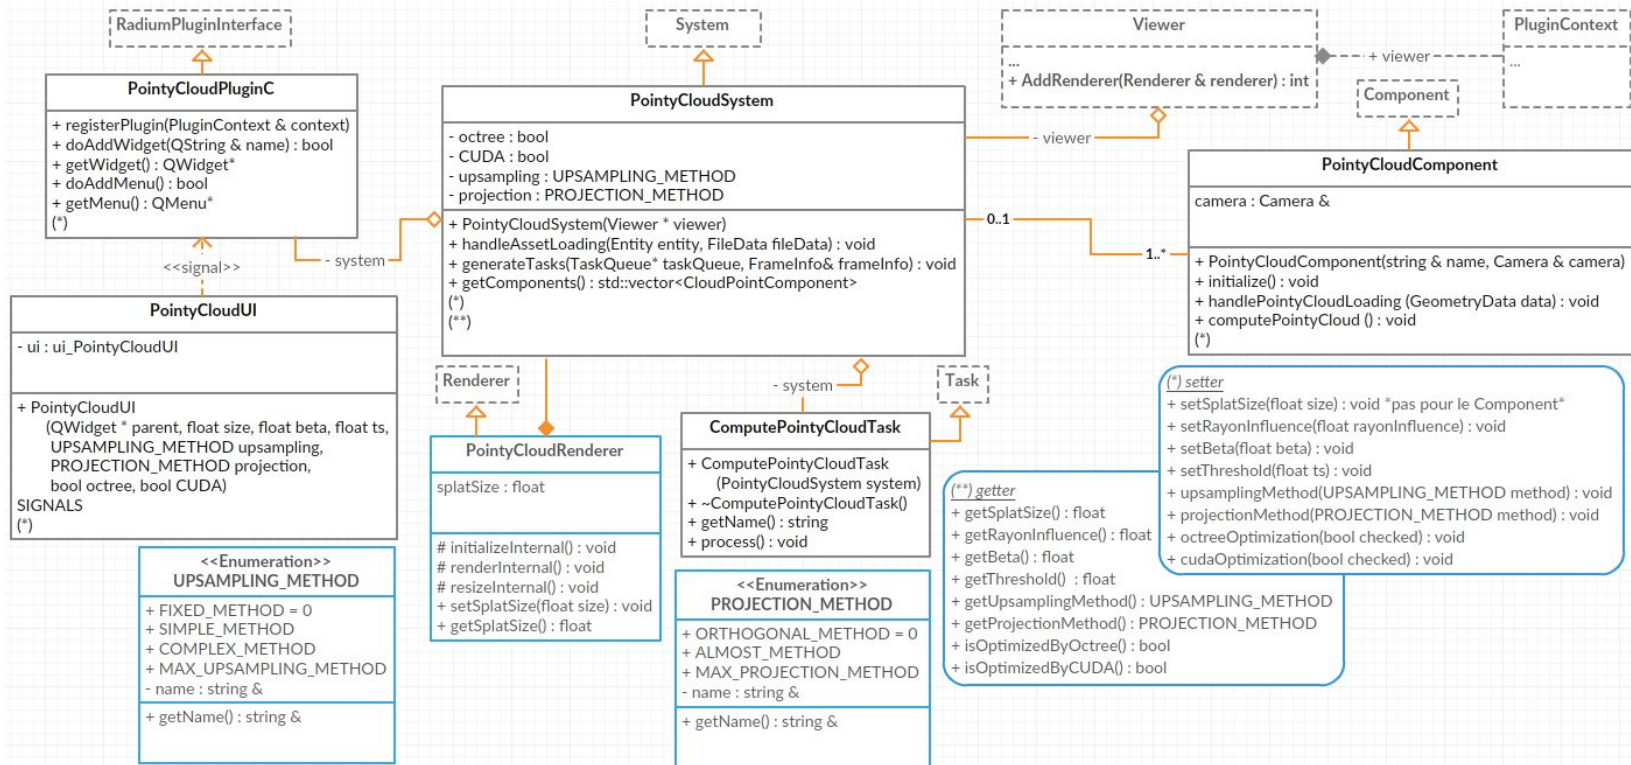 RadiumPluginInterface
PointyCloudPluginC
+ registerPlugin(PluginContext & context)
+ doAddWidget(QString & name) : bool
+ getWidget() : QWidget*
+ doAddMenu() : bool
+ getMenu() : QMenu*
(*)
<<signal>>
- system
PointyCloudUI
- ui : ui_PointyCloudUI
+ PointyCloudUI
(QWidget * parent, float size, float beta, float ts,
UPSAMPLING_METHOD upsampling,
PROJECTION_METHOD projection,
bool octree, bool CUDA)
SIGNALS
(*)
<<Enumeration>>
UPSAMPLING_METHOD
+ FIXED_METHOD = 0
+ SIMPLE_METHOD
+ COMPLEX_METHOD
+ MAX_UPSAMPLING_METHOD
- name : string &
+ getName() : string &
System
PointyCloudSystem
- octree : bool
- CUDA : bool
- upsampling : UPSAMPLING_METHOD
- projection : PROJECTION_METHOD
+ PointyCloudSystem(Viewer * viewer)
+ handleAssetLoading(Entity entity, FileData fileData) : void
+ generateTasks(TaskQueue* taskQueue, FrameInfo& frameInfo) : void
+ getComponents() : std::vector<CloudPointComponent>
(*)
(**)
Renderer
PointyCloudRenderer
splatSize : float
# initializeInternal() : void
# renderInternal() : void
# resizeInternal() : void
+ setSplatSize(float size) : void
+ getSplatSize() : float
- system
Task
ComputePointyCloudTask
+ ComputePointyCloudTask
(PointyCloudSystem system)
+ ~ComputePointyCloudTask()
+ getName() : string
+ process() : void
<<Enumeration>>
PROJECTION_METHOD
+ ORTHOGONAL_METHOD = 0
+ ALMOST_METHOD
+ MAX_PROJECTION_METHOD
- name : string &
+ getName() : string &
Viewer
...
+ AddRenderer(Renderer & renderer) : int
+ viewer
PluginContext
...
- viewer
0..1
1..*
Component
PointyCloudComponent
camera : Camera &
+ PointyCloudComponent(string & name, Camera & camera)
+ initialize() : void
+ handlePointyCloudLoading (GeometryData data) : void
+ computePointyCloud () : void
(*)
(*) setter
+ setSplatSize(float size) : void *pas pour le Component*
+ setRayonInfluence(float rayonInfluence) : void
+ setBeta(float beta) : void
+ setThreshold(float ts) : void
+ upsamplingMethod(UPSAMPLING_METHOD method) : void
+ projectionMethod(PROJECTION_METHOD method) : void
+ octreeOptimization(bool checked) : void
+ cudaOptimization(bool checked) : void
(**) getter
+ getSplatSize() : float
+ getRayonInfluence() : float
+ getBeta() : float
+ getThreshold() : float
+ getUpsamplingMethod() : UPSAMPLING_METHOD
+ getProjectionMethod() : PROJECTION_METHOD
+ isOptimizedByOctree() : bool
+ isOptimizedByCUDA() : bool